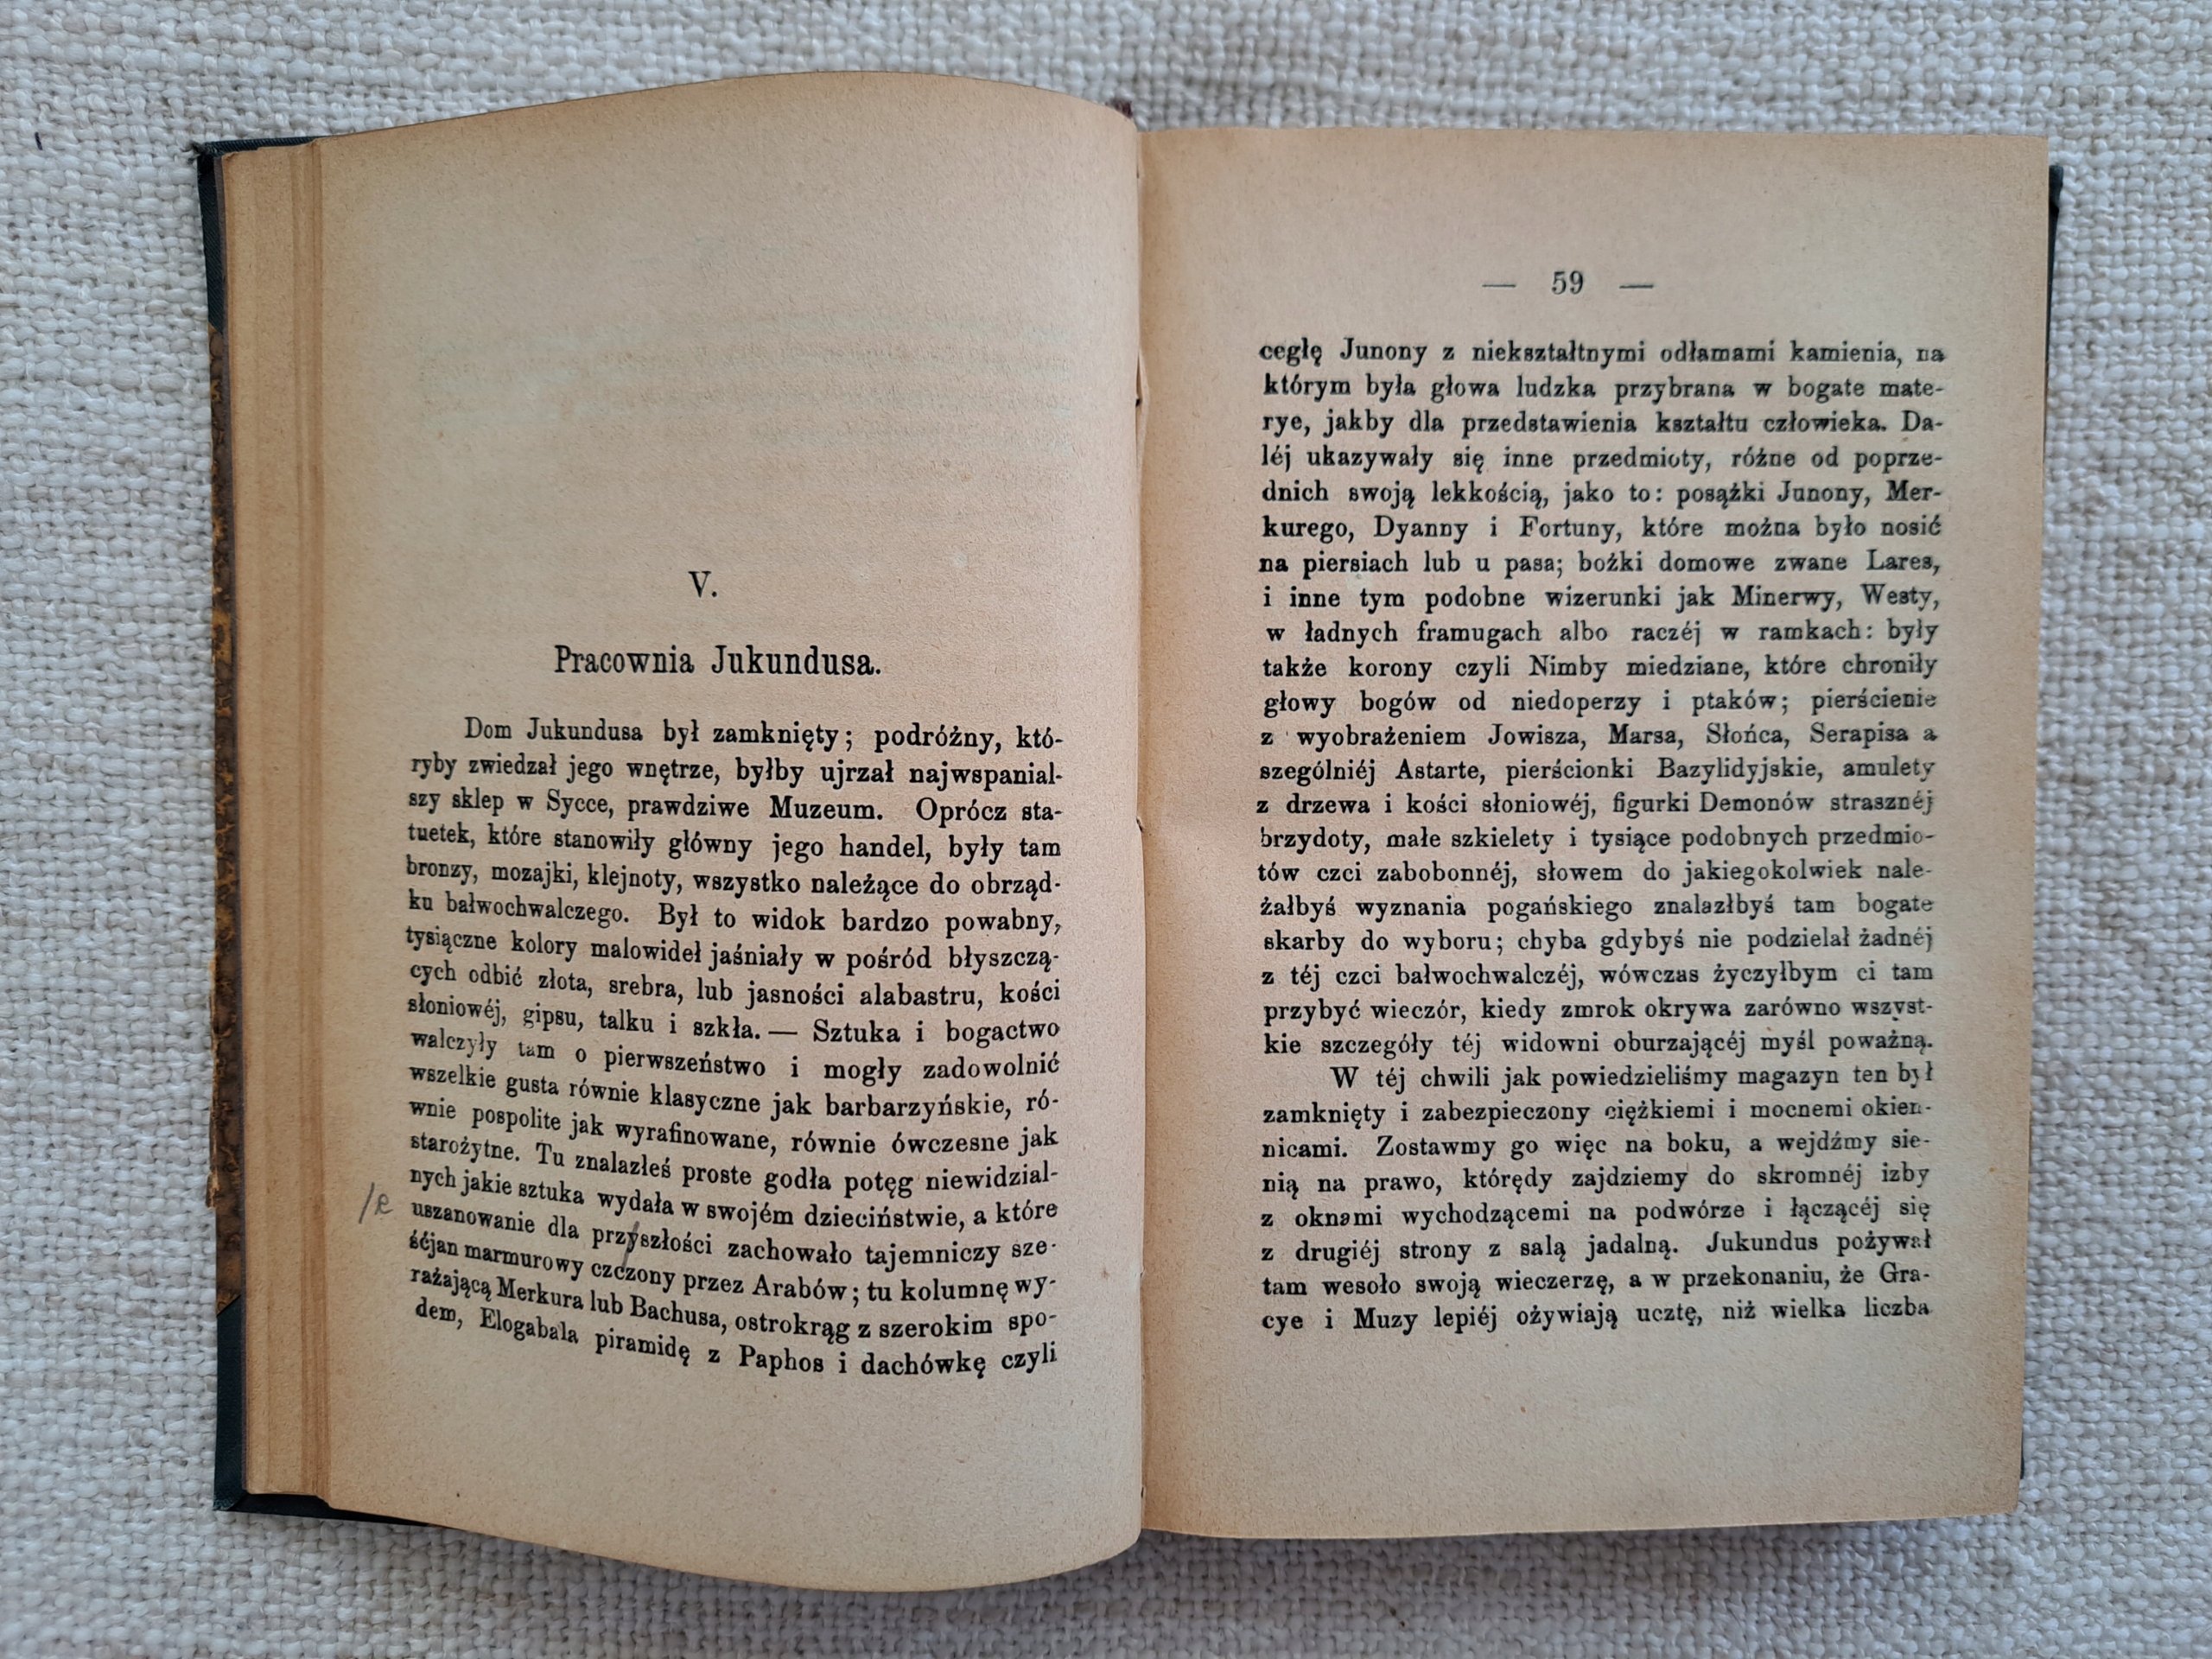 V.
Pracownia Jukundusa.
Dom Jukundusa był zamknięty; podróżny, któ-
ryby zwiedzał jego wnętrze, byłby ujrzał najwspanial-
szy sklep w Sycce, prawdziwe Muzeum. Oprócz sta-
tuetek, które stanowiły główny jego handel, były tam
bronzy, mozajki, klejnoty, wszystko należące do obrząd-
ku bałwochwalczego. Był to widok bardzo powabny,
tysiączne kolory malowideł jaśniały w pośród błyszczą-
cych odbić złota, srebra, lub jasności alabastru, kości
słoniowéj, gipsu, talku i szkła. — Sztuka i bogactwo
walczyły tam o pierwszeństwo i mogły zadowolnić
wszelkie gusta równie klasyczne jak barbarzyńskie, ró-
wnie pospolite jak wyrafinowane, równie ówczesne jak
starożytne. Tu znalazłeś proste godła potęg niewidzial-
nych jakie sztuka wydała w swojém dzieciństwie, a które
/e uszanowanie dla przyszłości zachowało tajemniczy sze-
śćjan marmurowy czczony przez Arabów; tu kolumnę wy-
rażającą Merkura lub Bachusa, ostrokrąg z szerokim spo-
dem, Elogabala piramidę z Paphos i dachówkę czyli
— 59 —
cegłę Junony z niekształtnymi odłamami kamienia, na
którym była głowa ludzka przybrana w bogate mate-
rye, jakby dla przedstawienia kształtu człowieka. Da-
léj ukazywały się inne przedmioty, różne od poprze-
dnich swoją lekkością, jako to: posążki Junony, Mer-
kurego, Dyanny i Fortuny, które można było nosić
na piersiach lub u pasa; bożki domowe zwane Lares,
i inne tym podobne wizerunki jak Minerwy, Westy,
w ładnych framugach albo raczéj w ramkach: były
także korony czyli Nimby miedziane, które chroniły
głowy bogów od niedoperzy i ptaków; pierścienie
z wyobrażeniem Jowisza, Marsa, Słońca, Serapisa a
szególniéj Astarte, pierścionki Bazylidyjskie, amulety
z drzewa i kości słoniowéj, figurki Demonów strasznéj
brzydoty, małe szkielety i tysiące podobnych przedmio-
tów czci zabobonnéj, słowem do jakiegokolwiek nale-
żałbyś wyznania pogańskiego znalazłbyś tam bogate
skarby do wyboru; chyba gdybyś nie podzielał żadnéj
z téj czci bałwochwalczéj, wówczas życzyłbym ci tam
przybyć wieczór, kiedy zmrok okrywa zarówno wszyst-
kie szczegóły téj widowni oburzającéj myśl poważną.
W téj chwili jak powiedzieliśmy magazyn ten był
zamknięty i zabezpieczony ciężkiemi i mocnemi okien-
nicami. Zostawmy go więc na boku, a wejdźmy sie-
nią na prawo, którędy zajdziemy do skromnéj izby
z oknami wychodzącemi na podwórze i łączącéj się
z drugiéj strony z salą jadalną. Jukundus pożywał
tam wesoło swoją wieczerzę, a w przekonaniu, że Gra-
cye i Muzy lepiéj ożywiają ucztę, niż wielka liczba